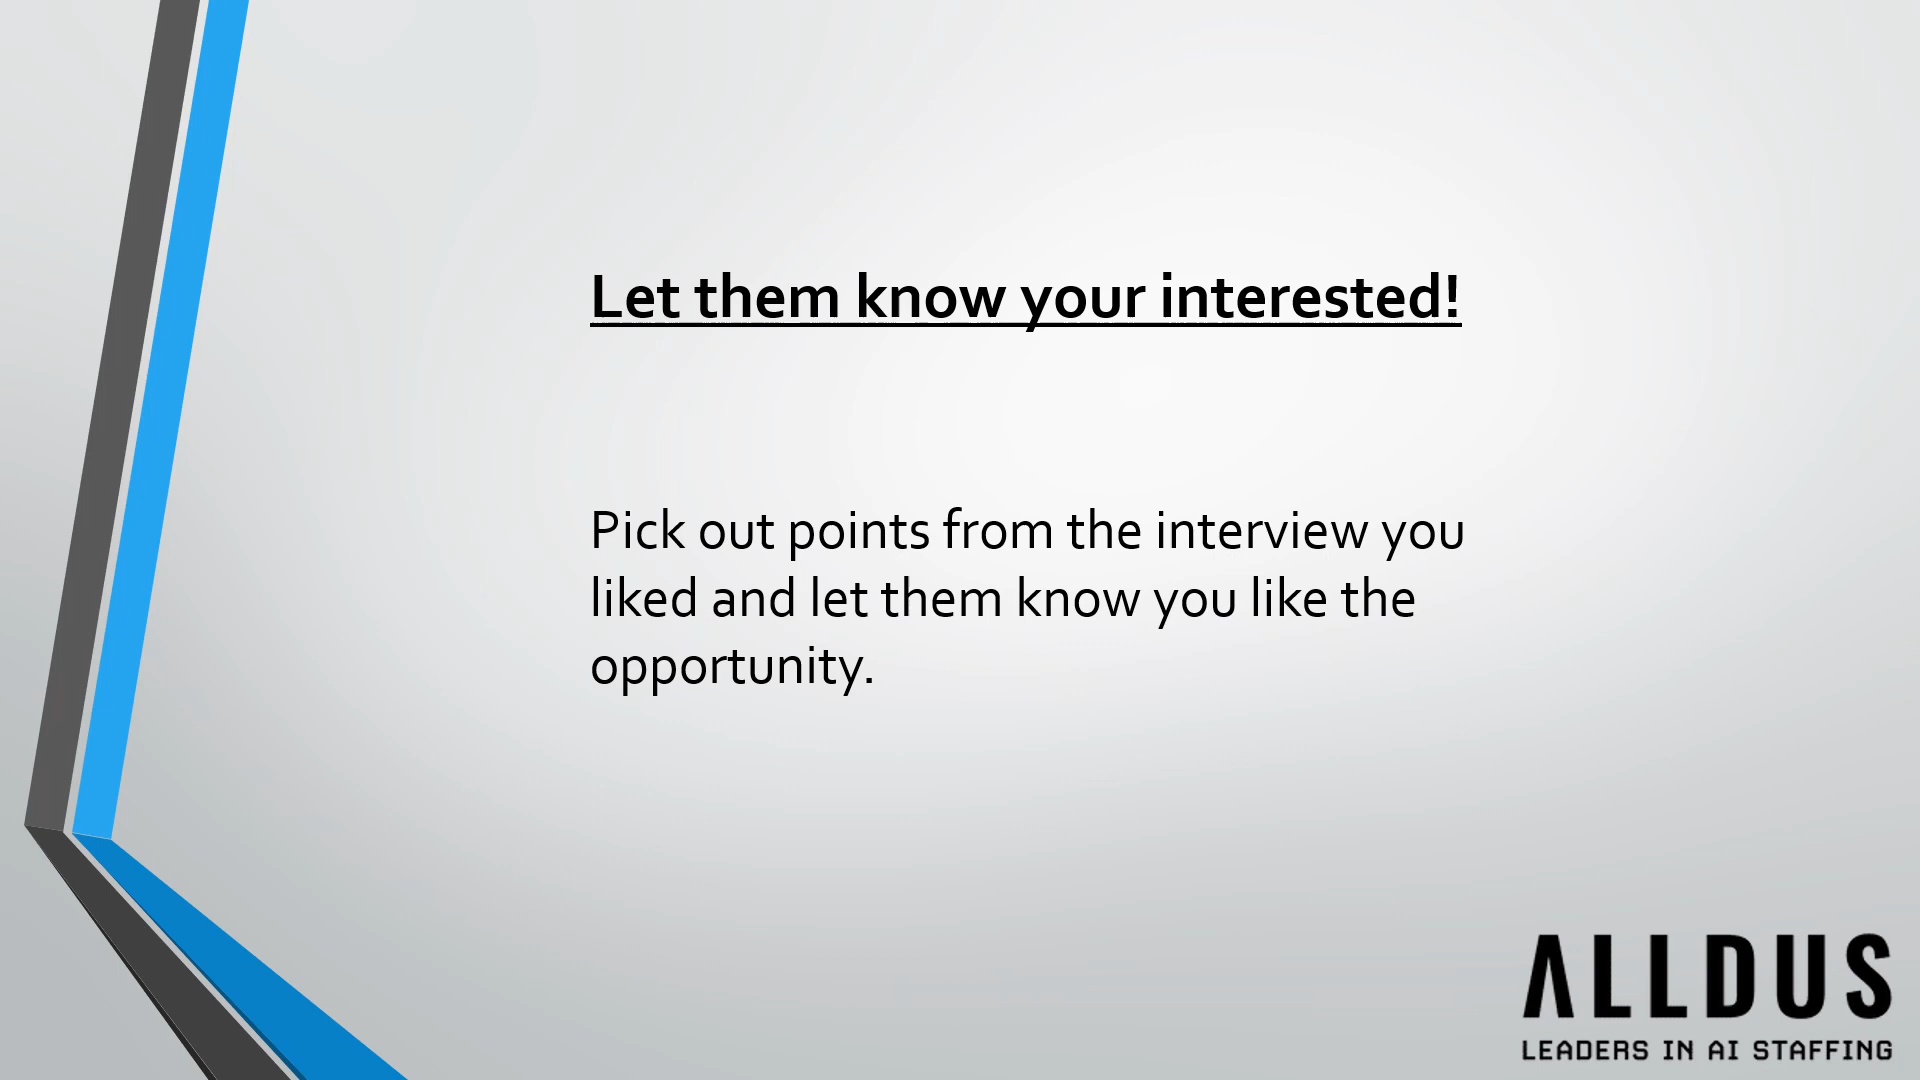 Let them know your interested!
Pick out points from the interview you
liked and let them know you like the
opportunity.
ALLDUS
LEADERS IN AI STAFFING